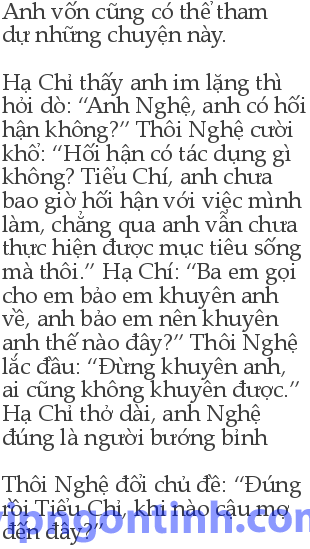 Anh vốn cũng có thể tham
dự những chuyện này.
Hạ Chi thấy anh im lặng thì
hỏi dò: “Anh Nghệ, anh có hối
hận không?” Thôi Nghệ cười
khổ: “Hối hận có tác dụng gì
không? Tiểu Chí, anh chưa
bao giờ hối hận với việc mình
làm, chẳng qua anh vẫn chưa
thực hiện được mục tiêu sống
mà thôi.” Hạ Chí: “Ba em gọi
cho em bảo em khuyên anh
về, anh bảo em nên khuyên
anh thế nào đây?” Thôi Nghệ
lắc đầu: “Đừng khuyên anh,
ai cũng không khuyên được.”
Hạ Chi thở dài, anh Nghệ
đúng là người bướng bỉnh
Thôi Nghệ đổi chủ đề: “Đúng
rồi Tiểu Chi, khi nào cậu mợ
đến đây?”
vipngontinh.com